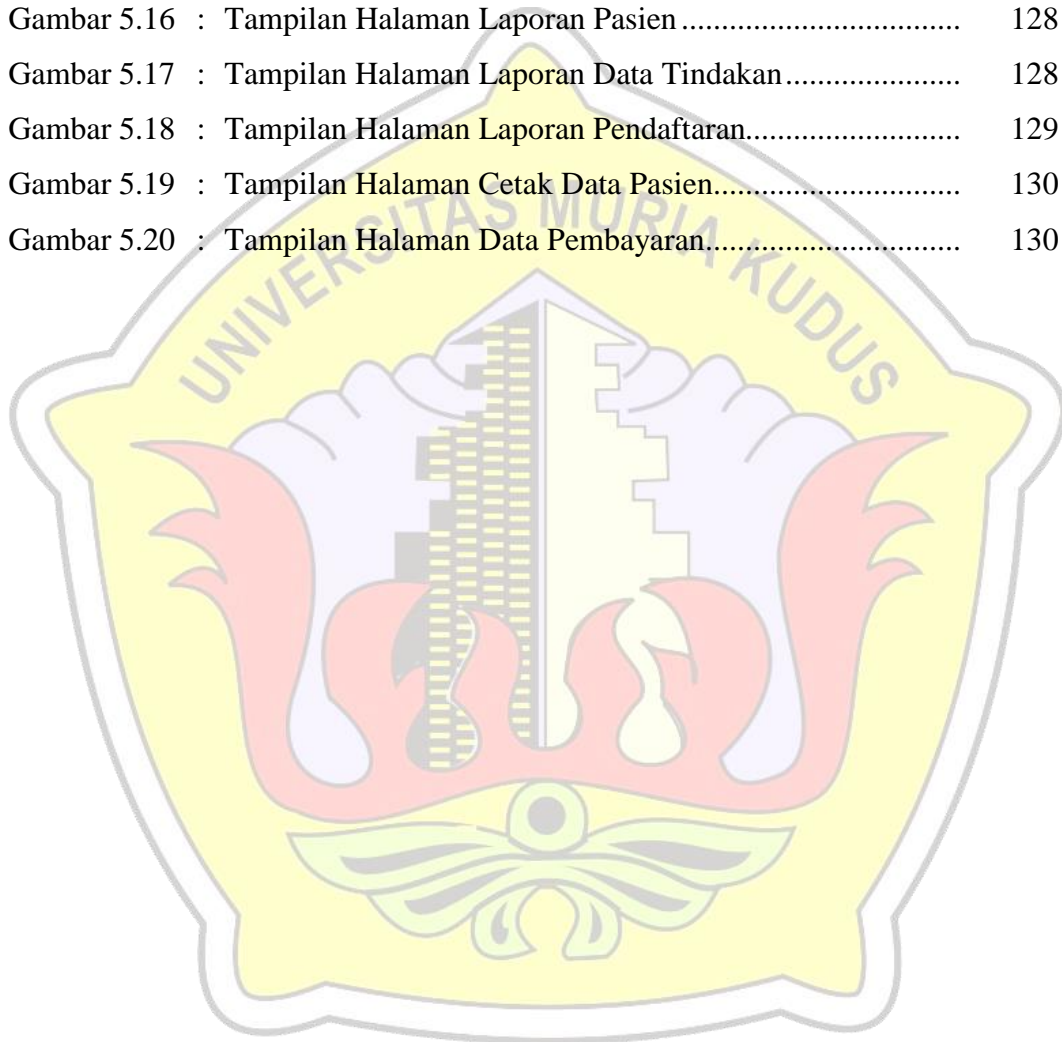 Gambar 5.16 : Tampilan Halaman Laporan Pasien .................................. 128
Gambar 5.17 : Tampilan Halaman Laporan Data Tindakan ...................... 128
Gambar 5.18 : Tampilan Halaman Laporan Pendaftaran.......................... 129
Gambar 5.19 : Tampilan Halaman Cetak Data Pasien.............................. 130
Gambar 5.20 : Tampilan Halaman Data Pembayaran............................... 130
UNIVERSITAS MURIA KUDUS